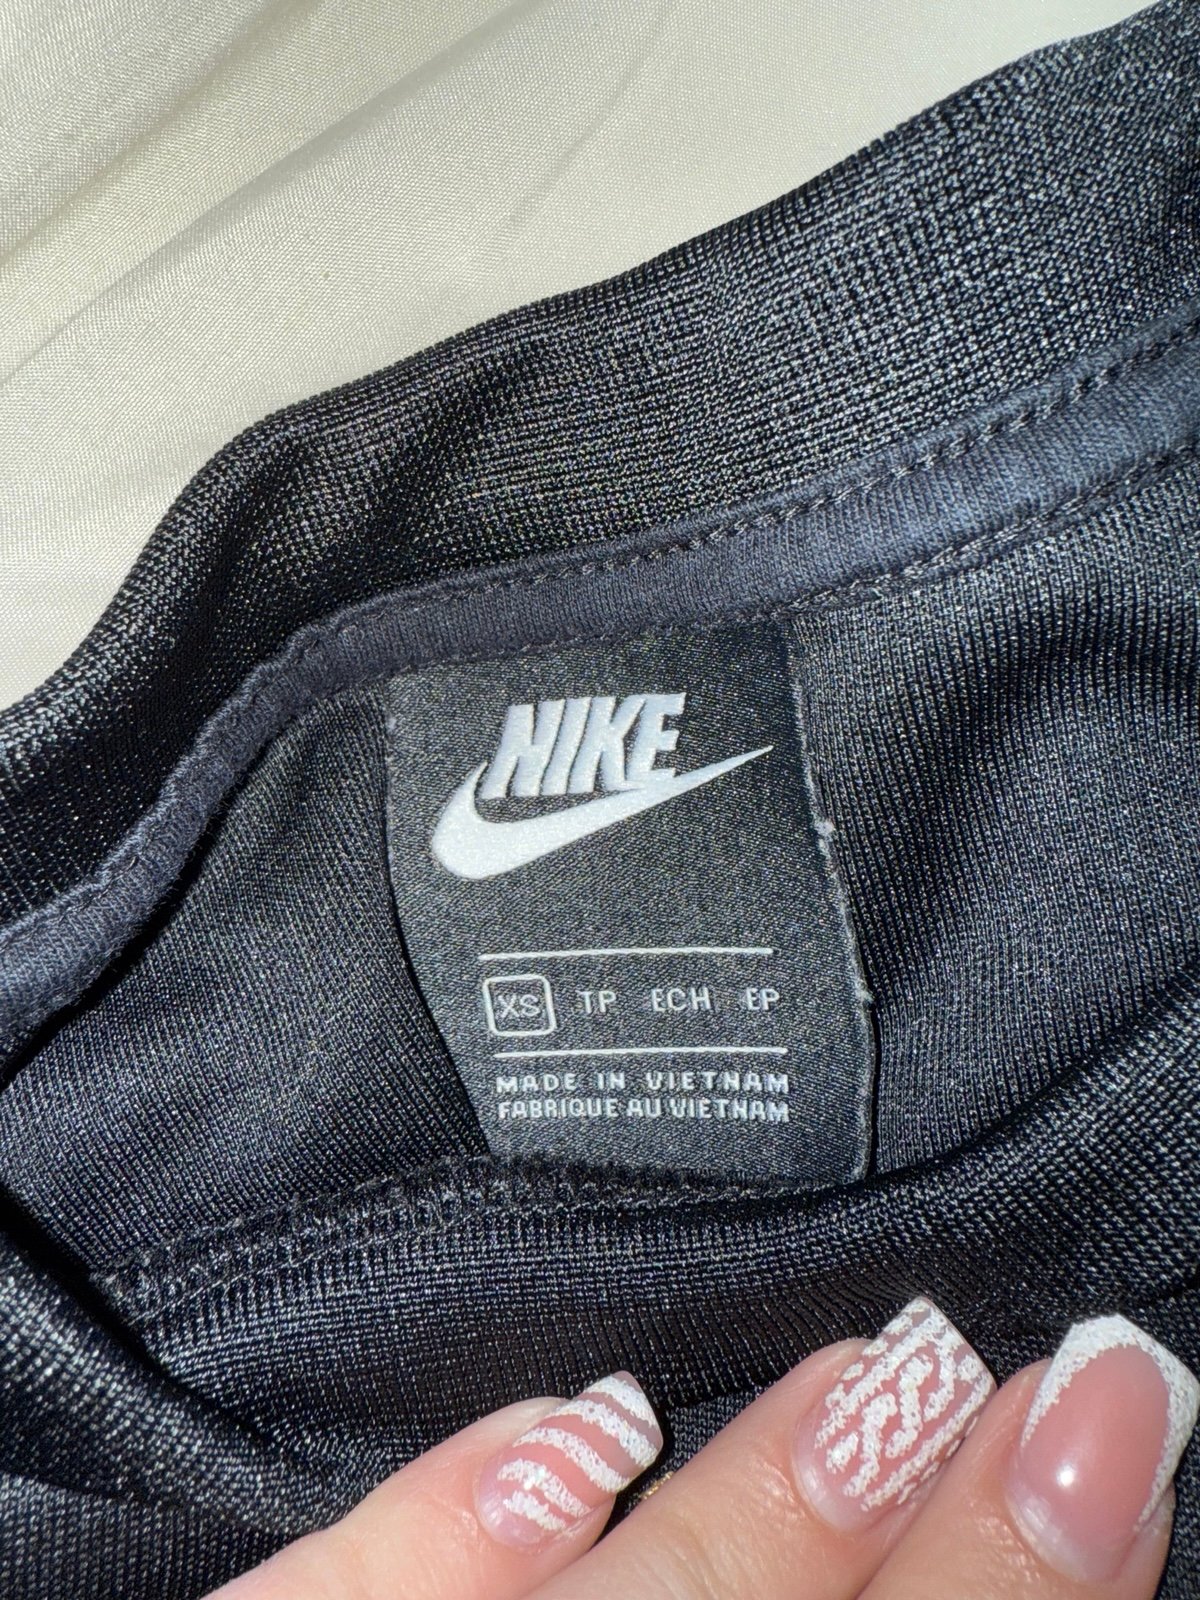 NIKE
XS TP ECH EP
MADE IN VIETNAM
FABRIQUE AU VIETNAM